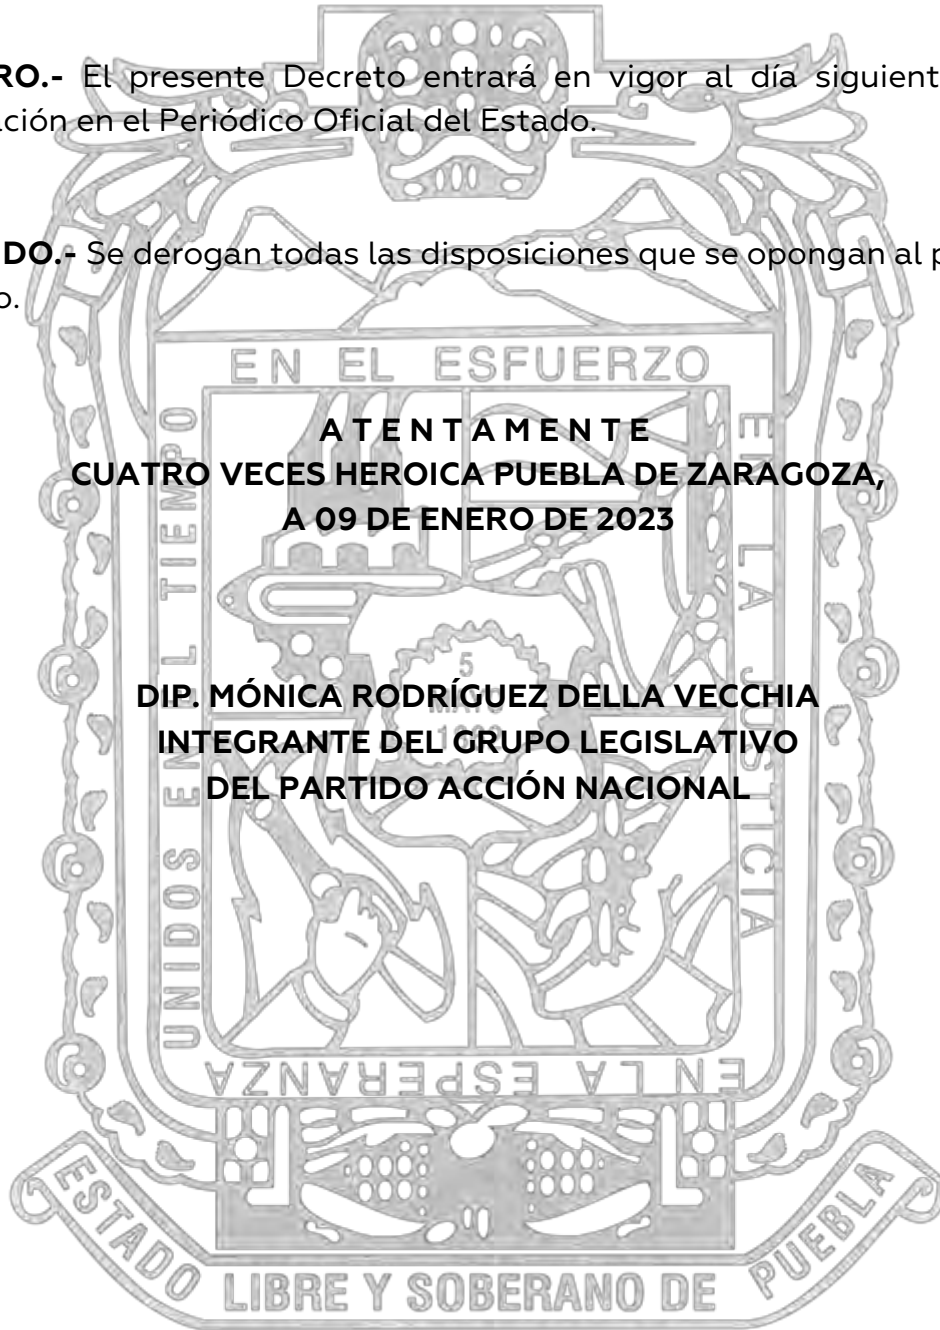 RO.- El presente Decreto entrará en vigor al día siguient
ación en el Periódico Oficial del Estado.
DO.- Se derogan todas las disposiciones que se opongan al p
o.
EN EL ESFUERZO
A T E N T A M E N T E
CUATRO VECES HEROICA PUEBLA DE ZARAGOZA,
A 09 DE ENERO DE 2023
UNIDOS EN EL TIEMPO
EN LA JUSTICIA
5
MAYO
DIP. MÓNICA RODRÍGUEZ DELLA VECCHIA
INTEGRANTE DEL GRUPO LEGISLATIVO
DEL PARTIDO ACCIÓN NACIONAL
EN LA ESPERANZA
ESTADO LIBRE Y SOBERANO DE PUEBLA